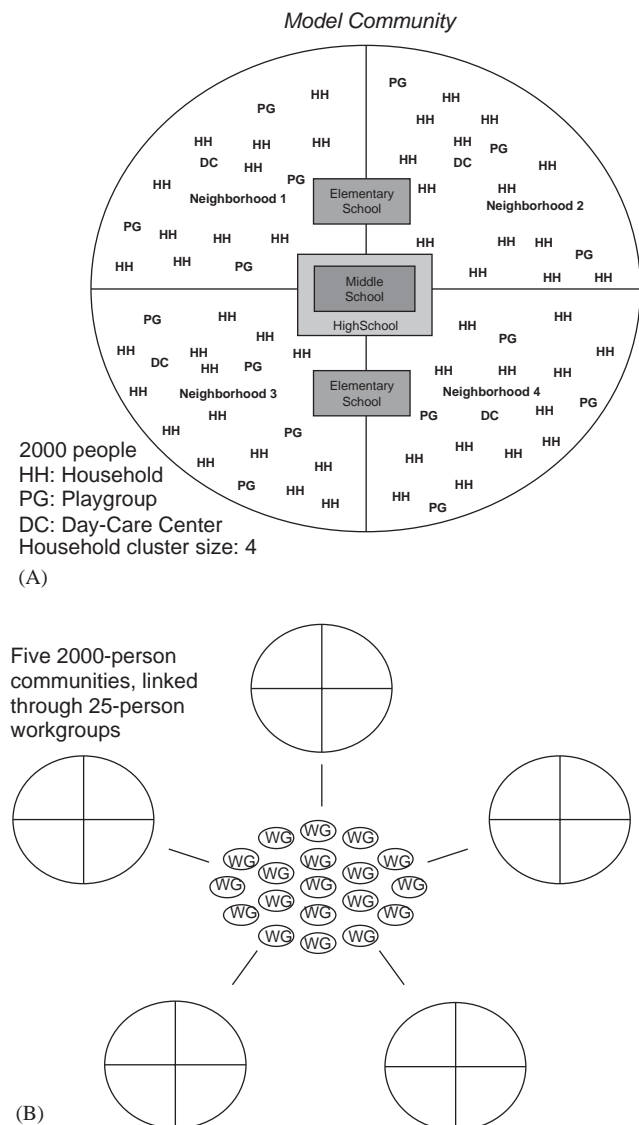 Model Community
HH
PG
HH HH HH
DC HH
HH PG
Neighborhood 1
PG HH HH HH
HH HH PG
HH
PG
HH
HH HH
HH PG
HH DC HH
HH HH
Neighborhood 2
HH HH HH
PG
HH HH HH
Elementary
School
Middle
School
HighSchool
PG HH
HH
HH HH HH
DC HH PG
HH
Neighborhood 3
HH
HH PG
HH HH
HH HH
PG HH HH
HH
Elementary
School
HH HH
PG
HH
HH HH HH
Neighborhood 4
PG DC HH PG
HH HH HH
HH
HH HH
PG
2000 people
HH: Household
PG: Playgroup
DC: Day-Care Center
Household cluster size: 4
(A)
Five 2000-person
communities, linked
through 25-person
workgroups
WG WG WG
WG WG WG
WG WG
WG WG WG
WG WG
WG WG WG
WG WG WG
(B)